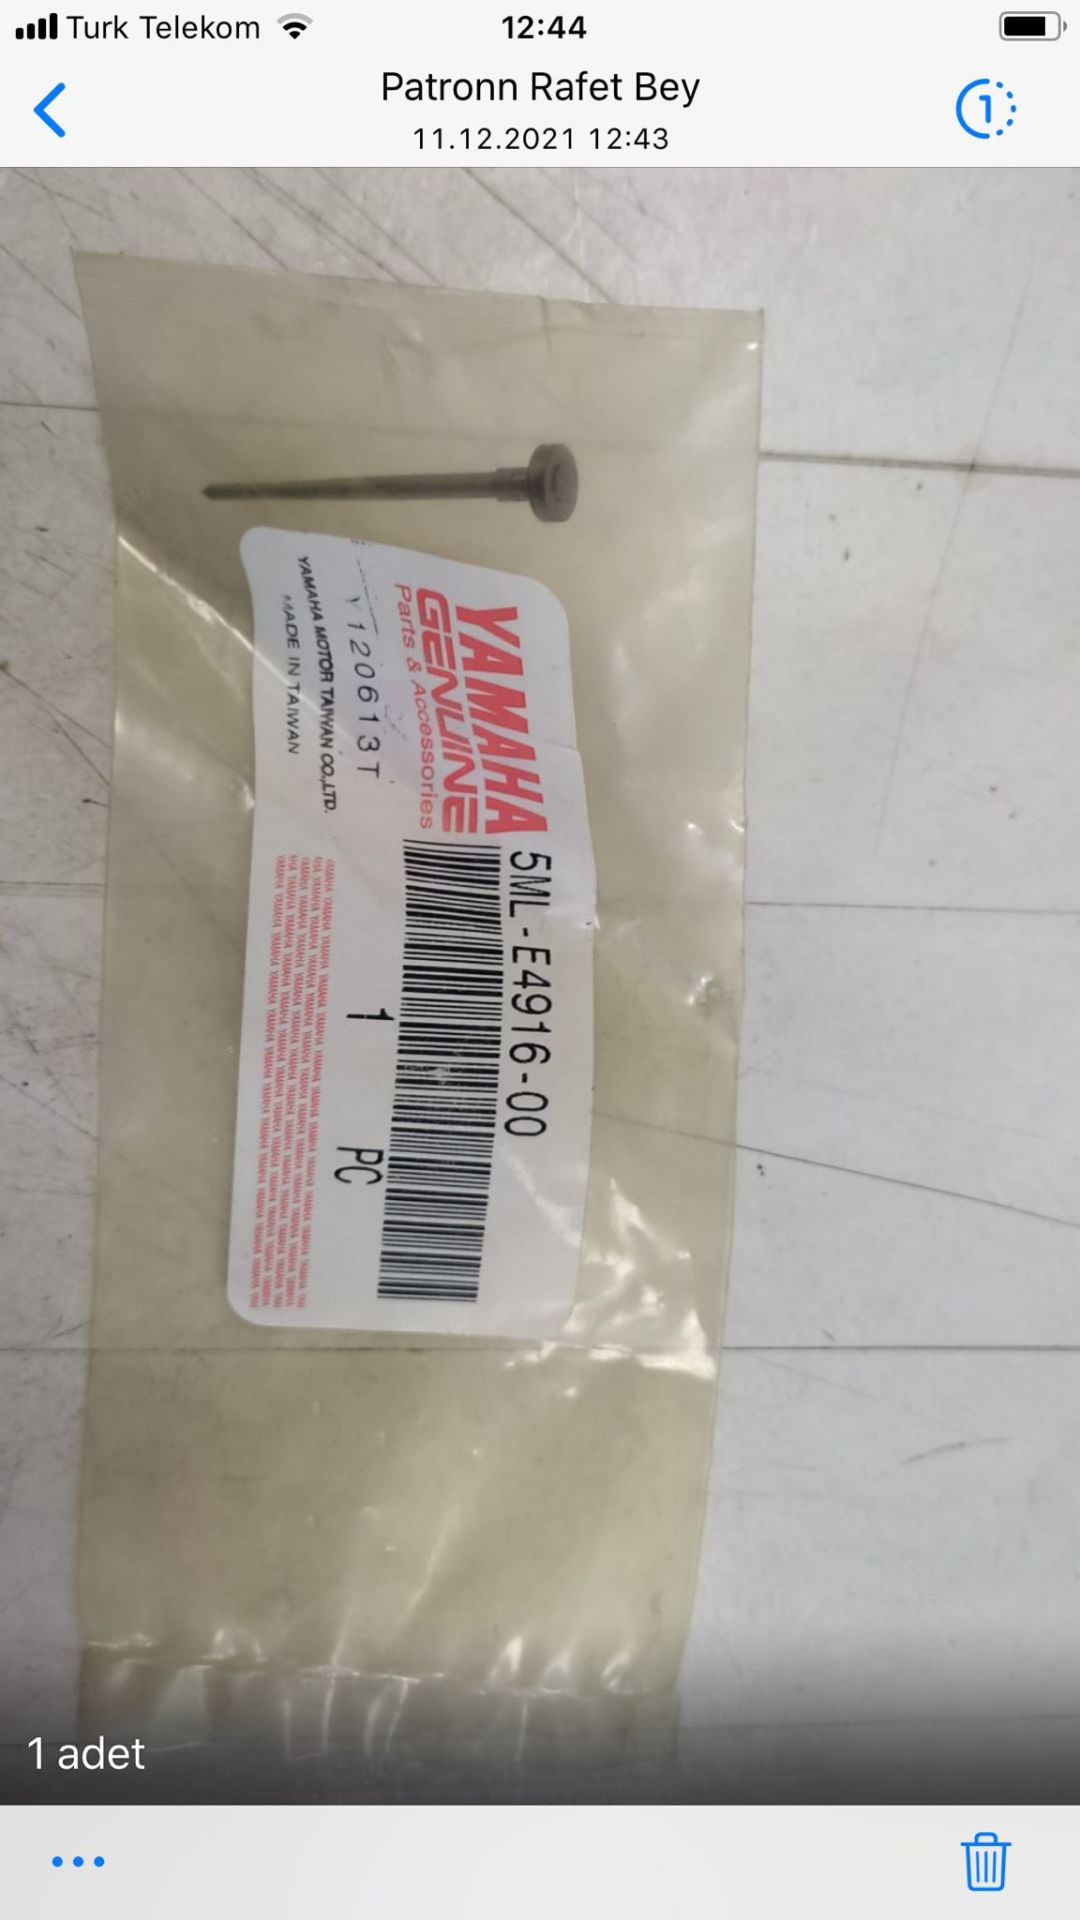 Turk Telekom
12:44
Patronn Rafet Bey
11.12.2021 12:43
1
YAMAHA
GENUINE
Parts & Accessories
Y120613T
YAMAHA MOTOR TAIWAN CO.,LTD.
MADE IN TAIWAN
5ML-E4916-00
1 PC
1 adet